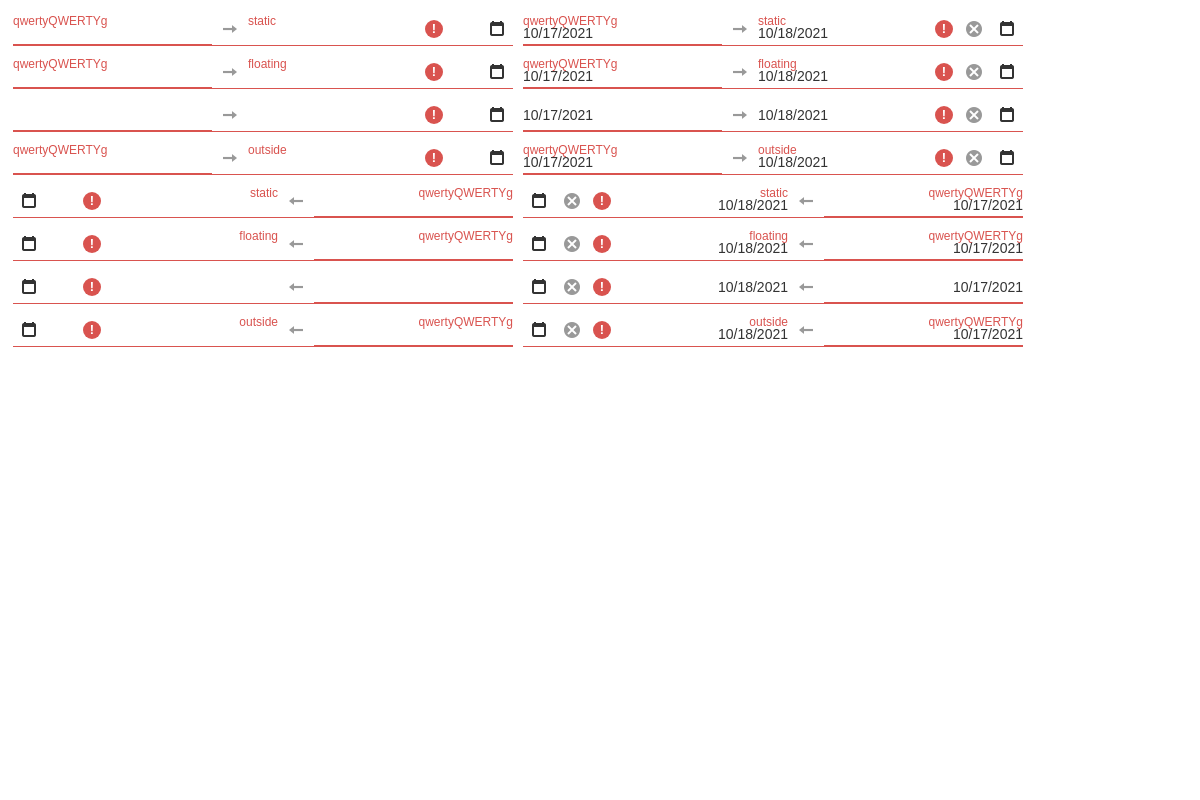 qwertyQWERTYg static qwertyQWERTYg static
10/17/2021 10/18/2021
qwertyQWERTYg floating qwertyQWERTYg floating
10/17/2021 10/18/2021
10/17/2021 10/18/2021
qwertyQWERTYg outside qwertyQWERTYg outside
10/17/2021 10/18/2021
static qwertyQWERTYg static qwertyQWERTYg
10/18/2021 10/17/2021
floating qwertyQWERTYg floating qwertyQWERTYg
10/18/2021 10/17/2021
10/18/2021 10/17/2021
outside qwertyQWERTYg outside qwertyQWERTYg
10/18/2021 10/17/2021